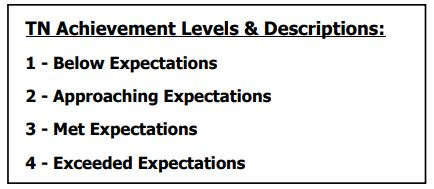 TN Achievement Levels & Descriptions:
1 - Below Expectations
2 - Approaching Expectations
3 - Met Expectations
4 - Exceeded Expectations